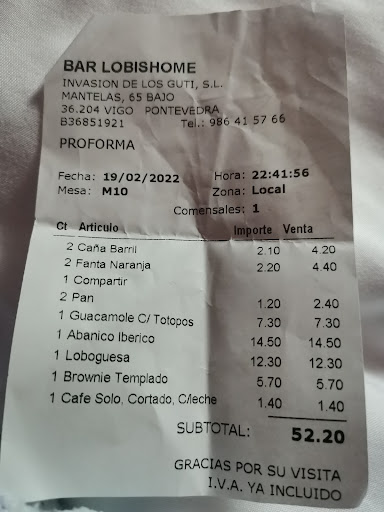 BAR LOBISHOME
INVASION DE LOS GUTI, S.L.
MANTELAS, 65 BAJO
36.204 VIGO PONTEVEDRA
B36851921 Tel.: 986 41 57 66
PROFORMA
Fecha: 19/02/2022 Hora: 22:41:56
Mesa: M10 Zona: Local
Comensales: 1
Ct Articulo Importe Venta
2 Caña Barril 2.10 4.20
2 Fanta Naranja 2.20 4.40
1 Compartir
2 Pan 1.20 2.40
1 Guacamole C/ Totopos 7.30 7.30
1 Abanico Iberico 14.50 14.50
1 Loboguesa 12.30 12.30
1 Brownie Templado 5.70 5.70
1 Cafe Solo, Cortado, C/leche 1.40 1.40
SUBTOTAL: 52.20
GRACIAS POR SU VISITA
I.V.A. YA INCLUIDO